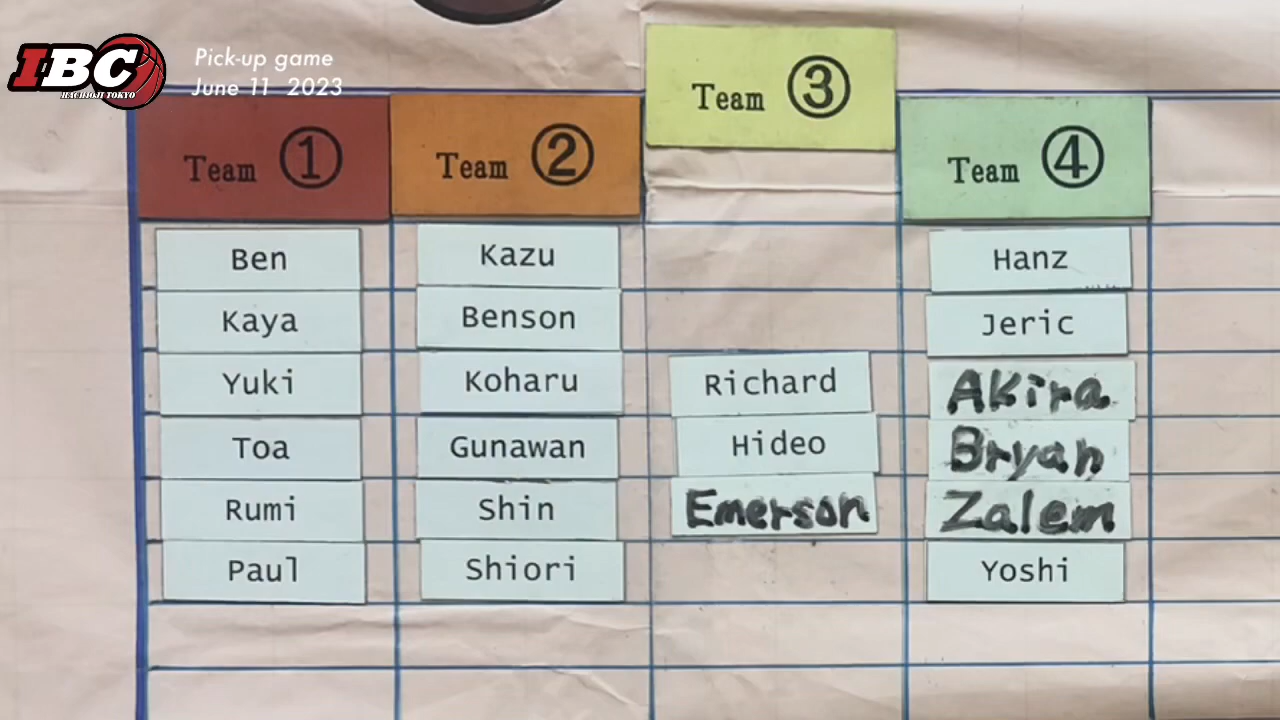 IBC
HACHIOJI TOKYO
Pick-up game
June 11 2023
Team ①
Team ②
Team ③
Team ④
Ben
Kaya
Yuki
Toa
Rumi
Paul
Kazu
Benson
Koharu
Gunawan
Shin
Shiori
Richard
Hideo
Emerson
Hanz
Jeric
Akira
Bryan
Zalem
Yoshi